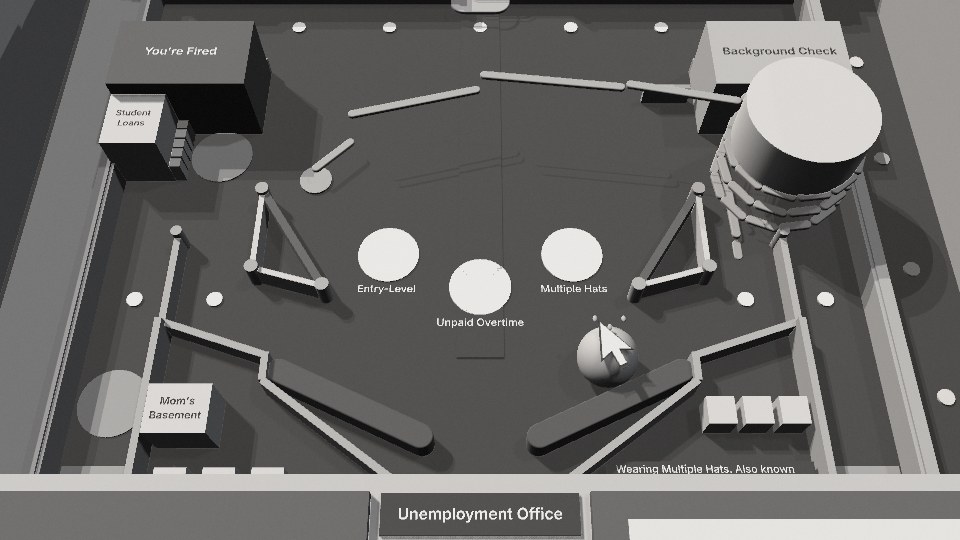 You're Fired
Background Check
Student
Loans
Entry-Level
Multiple Hats
Unpaid Overtime
Mom's
Basement
Wearing Multiple Hats. Also known
Unemployment Office